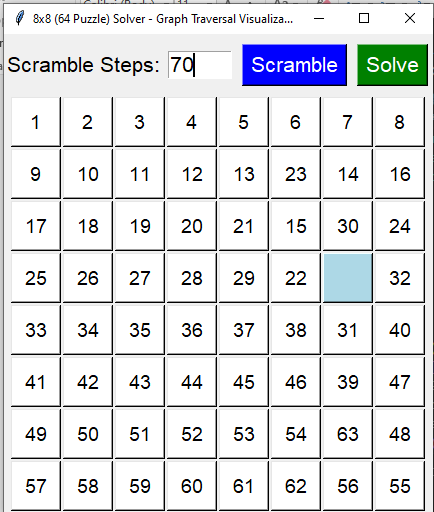 8x8 (64 Puzzle) Solver - Graph Traversal Visualiza...
Scramble Steps: 70 Scramble Solve
1 2 3 4 5 6 7 8
9 10 11 12 13 23 14 16
17 18 19 20 21 15 30 24
25 26 27 28 29 22 32
33 34 35 36 37 38 31 40
41 42 43 44 45 46 39 47
49 50 51 52 53 54 63 48
57 58 59 60 61 62 56 55